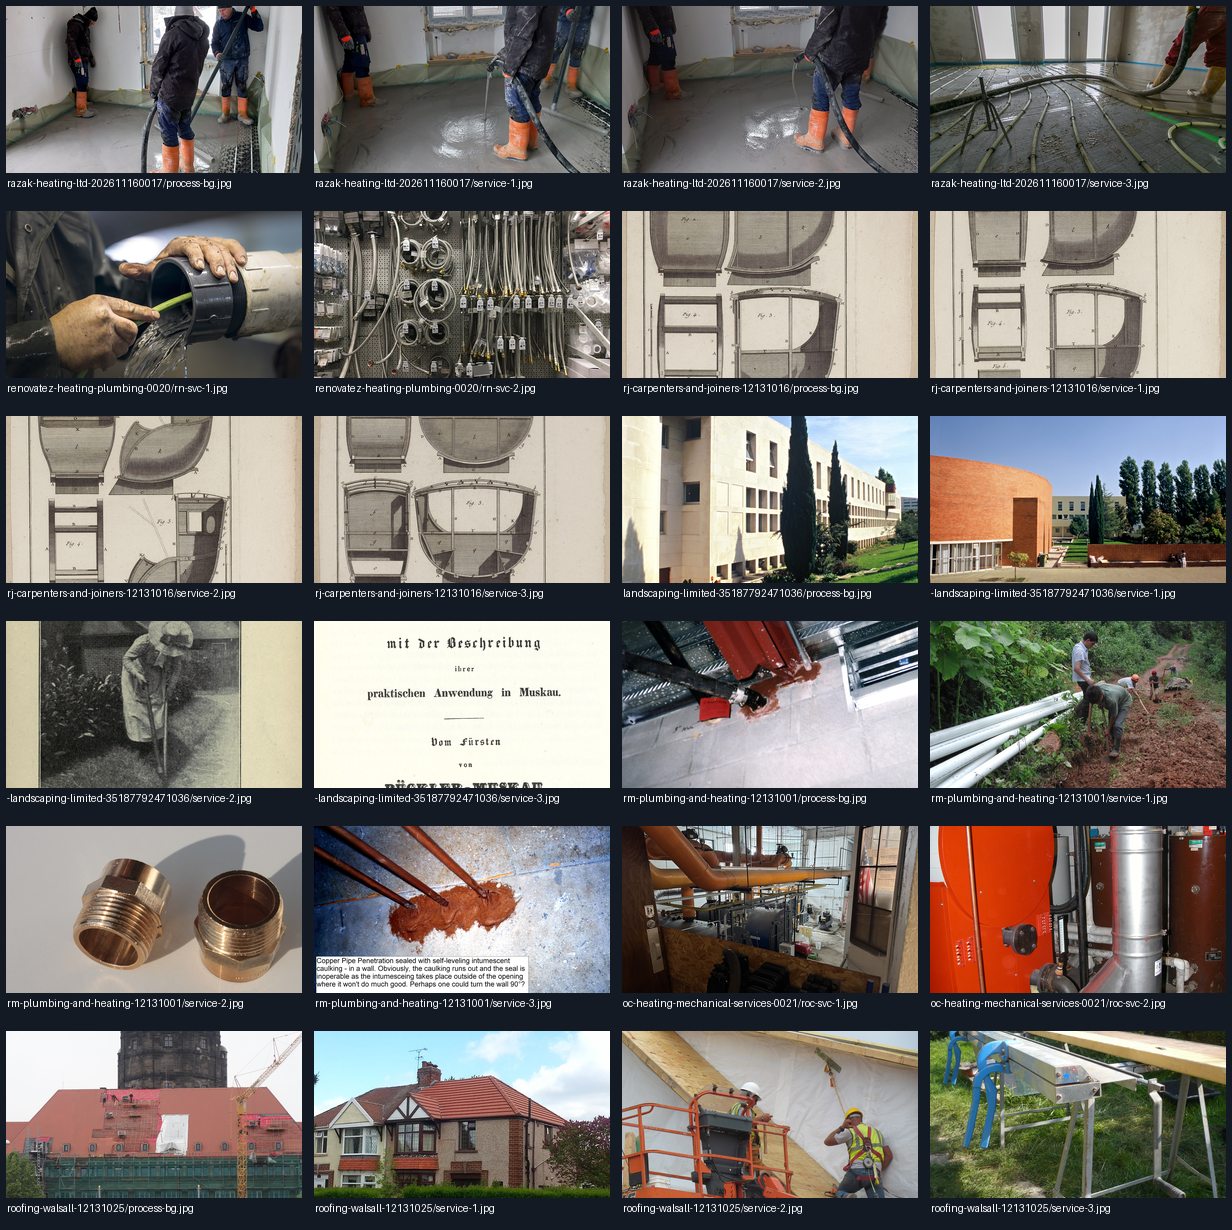 razak-heating-ltd-202611160017/process-bg.jpg
razak-heating-ltd-202611160017/service-1.jpg
razak-heating-ltd-202611160017/service-2.jpg
razak-heating-ltd-202611160017/service-3.jpg
renovatez-heating-plumbing-0020/rn-svc-1.jpg
renovatez-heating-plumbing-0020/rn-svc-2.jpg
rj-carpenters-and-joiners-12131016/process-bg.jpg
rj-carpenters-and-joiners-12131016/service-1.jpg
rj-carpenters-and-joiners-12131016/service-2.jpg
rj-carpenters-and-joiners-12131016/service-3.jpg
landscaping-limited-35187792471036/process-bg.jpg
-landscaping-limited-35187792471036/service-1.jpg
mit der Beschreibung
ihrer
praktischen Anwendung in Muskau.
Vom Fürsten
von
PÜCKLER-MUSKAU
-landscaping-limited-35187792471036/service-2.jpg
-landscaping-limited-35187792471036/service-3.jpg
rm-plumbing-and-heating-12131001/process-bg.jpg
rm-plumbing-and-heating-12131001/service-1.jpg
Copper Pipe Penetration sealed with self-leveling intumescent
caulking - in a wall. Obviously, the caulking runs out and the seal is
inoperable as the intumesceing takes place outside of the opening
where it won't do much good. Perhaps one could turn the wall 90°?
rm-plumbing-and-heating-12131001/service-2.jpg
rm-plumbing-and-heating-12131001/service-3.jpg
oc-heating-mechanical-services-0021/roc-svc-1.jpg
oc-heating-mechanical-services-0021/roc-svc-2.jpg
roofing-walsall-12131025/process-bg.jpg
roofing-walsall-12131025/service-1.jpg
roofing-walsall-12131025/service-2.jpg
roofing-walsall-12131025/service-3.jpg